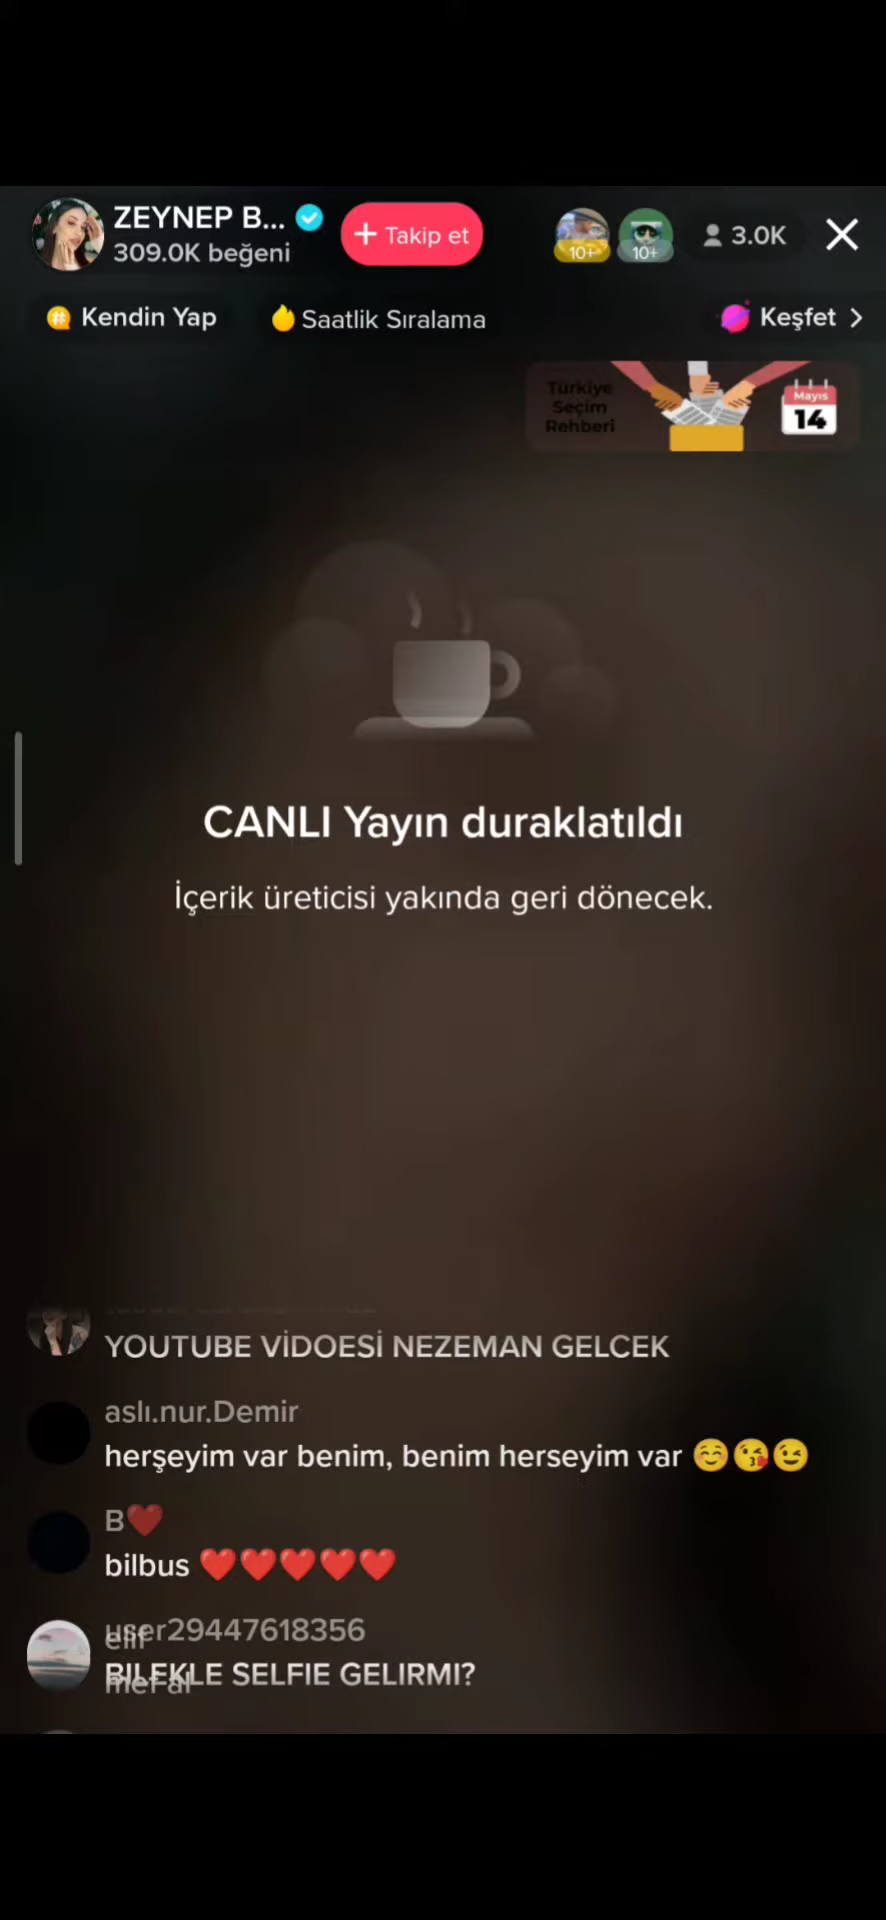 ZEYNEP B...
309.0K beğeni
+ Takip et
10+
10+
3.0K
Kendin Yap
Saatlik Sıralama
Keşfet >
Türkiye
Seçim
Rehberi
Mayıs
14
CANLI Yayın duraklatıldı
İçerik üreticisi yakında geri dönecek.
YOUTUBE VİDOESİ NEZEMAN GELCEK
aslı.nur.Demir
herşeyim var benim, benim herseyim var ☺️😘😉
B❤️
bilbus ❤️❤️❤️❤️❤️
user29447618356
elif
BILEKLE SELFIE GELIRMI?